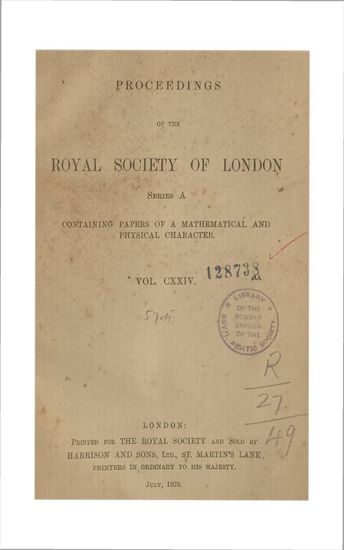 PROCEEDINGS
OF THE
ROYAL SOCIETY OF LONDON
SERIES A
CONTAINING PAPERS OF A MATHEMATICAL AND
PHYSICAL CHARACTER.
VOL. CXXIV.
LIBRARY
OF THE
BOMBAY
BRANCH
OF THE
ROYAL ASIATIC SOCIETY
R
27
49
LONDON:
PRINTED FOR THE ROYAL SOCIETY AND SOLD BY
HARRISON AND SONS, LTD., ST. MARTIN'S LANE,
PRINTERS IN ORDINARY TO HIS MAJESTY.
JULY, 1929.